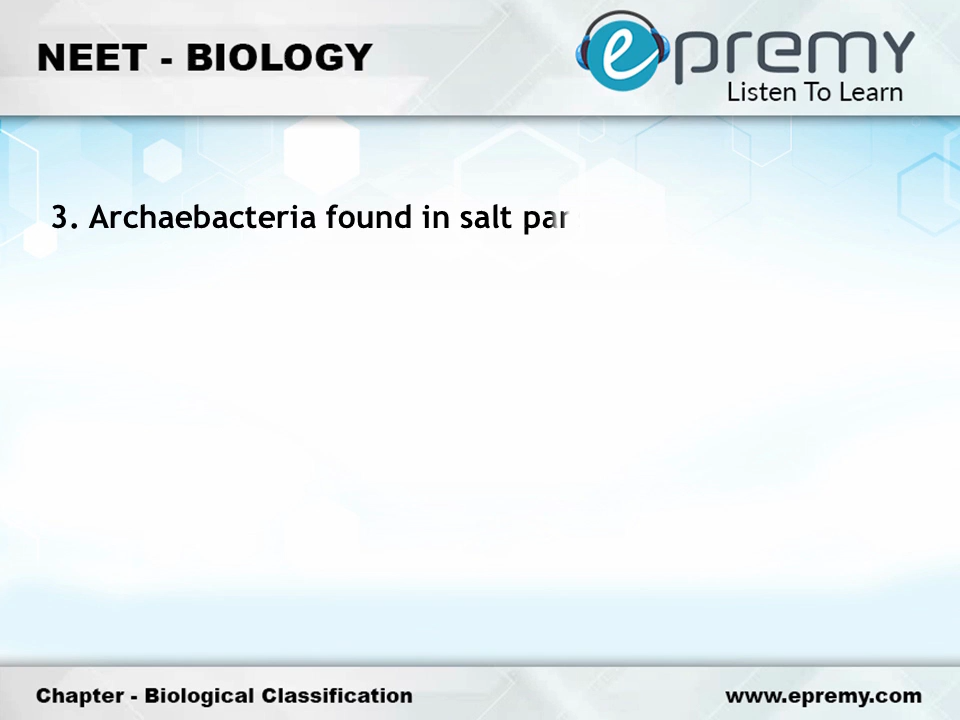 NEET - BIOLOGY
epremy
Listen To Learn
3. Archaebacteria found in salt
Chapter - Biological Classification
www.epremy.com